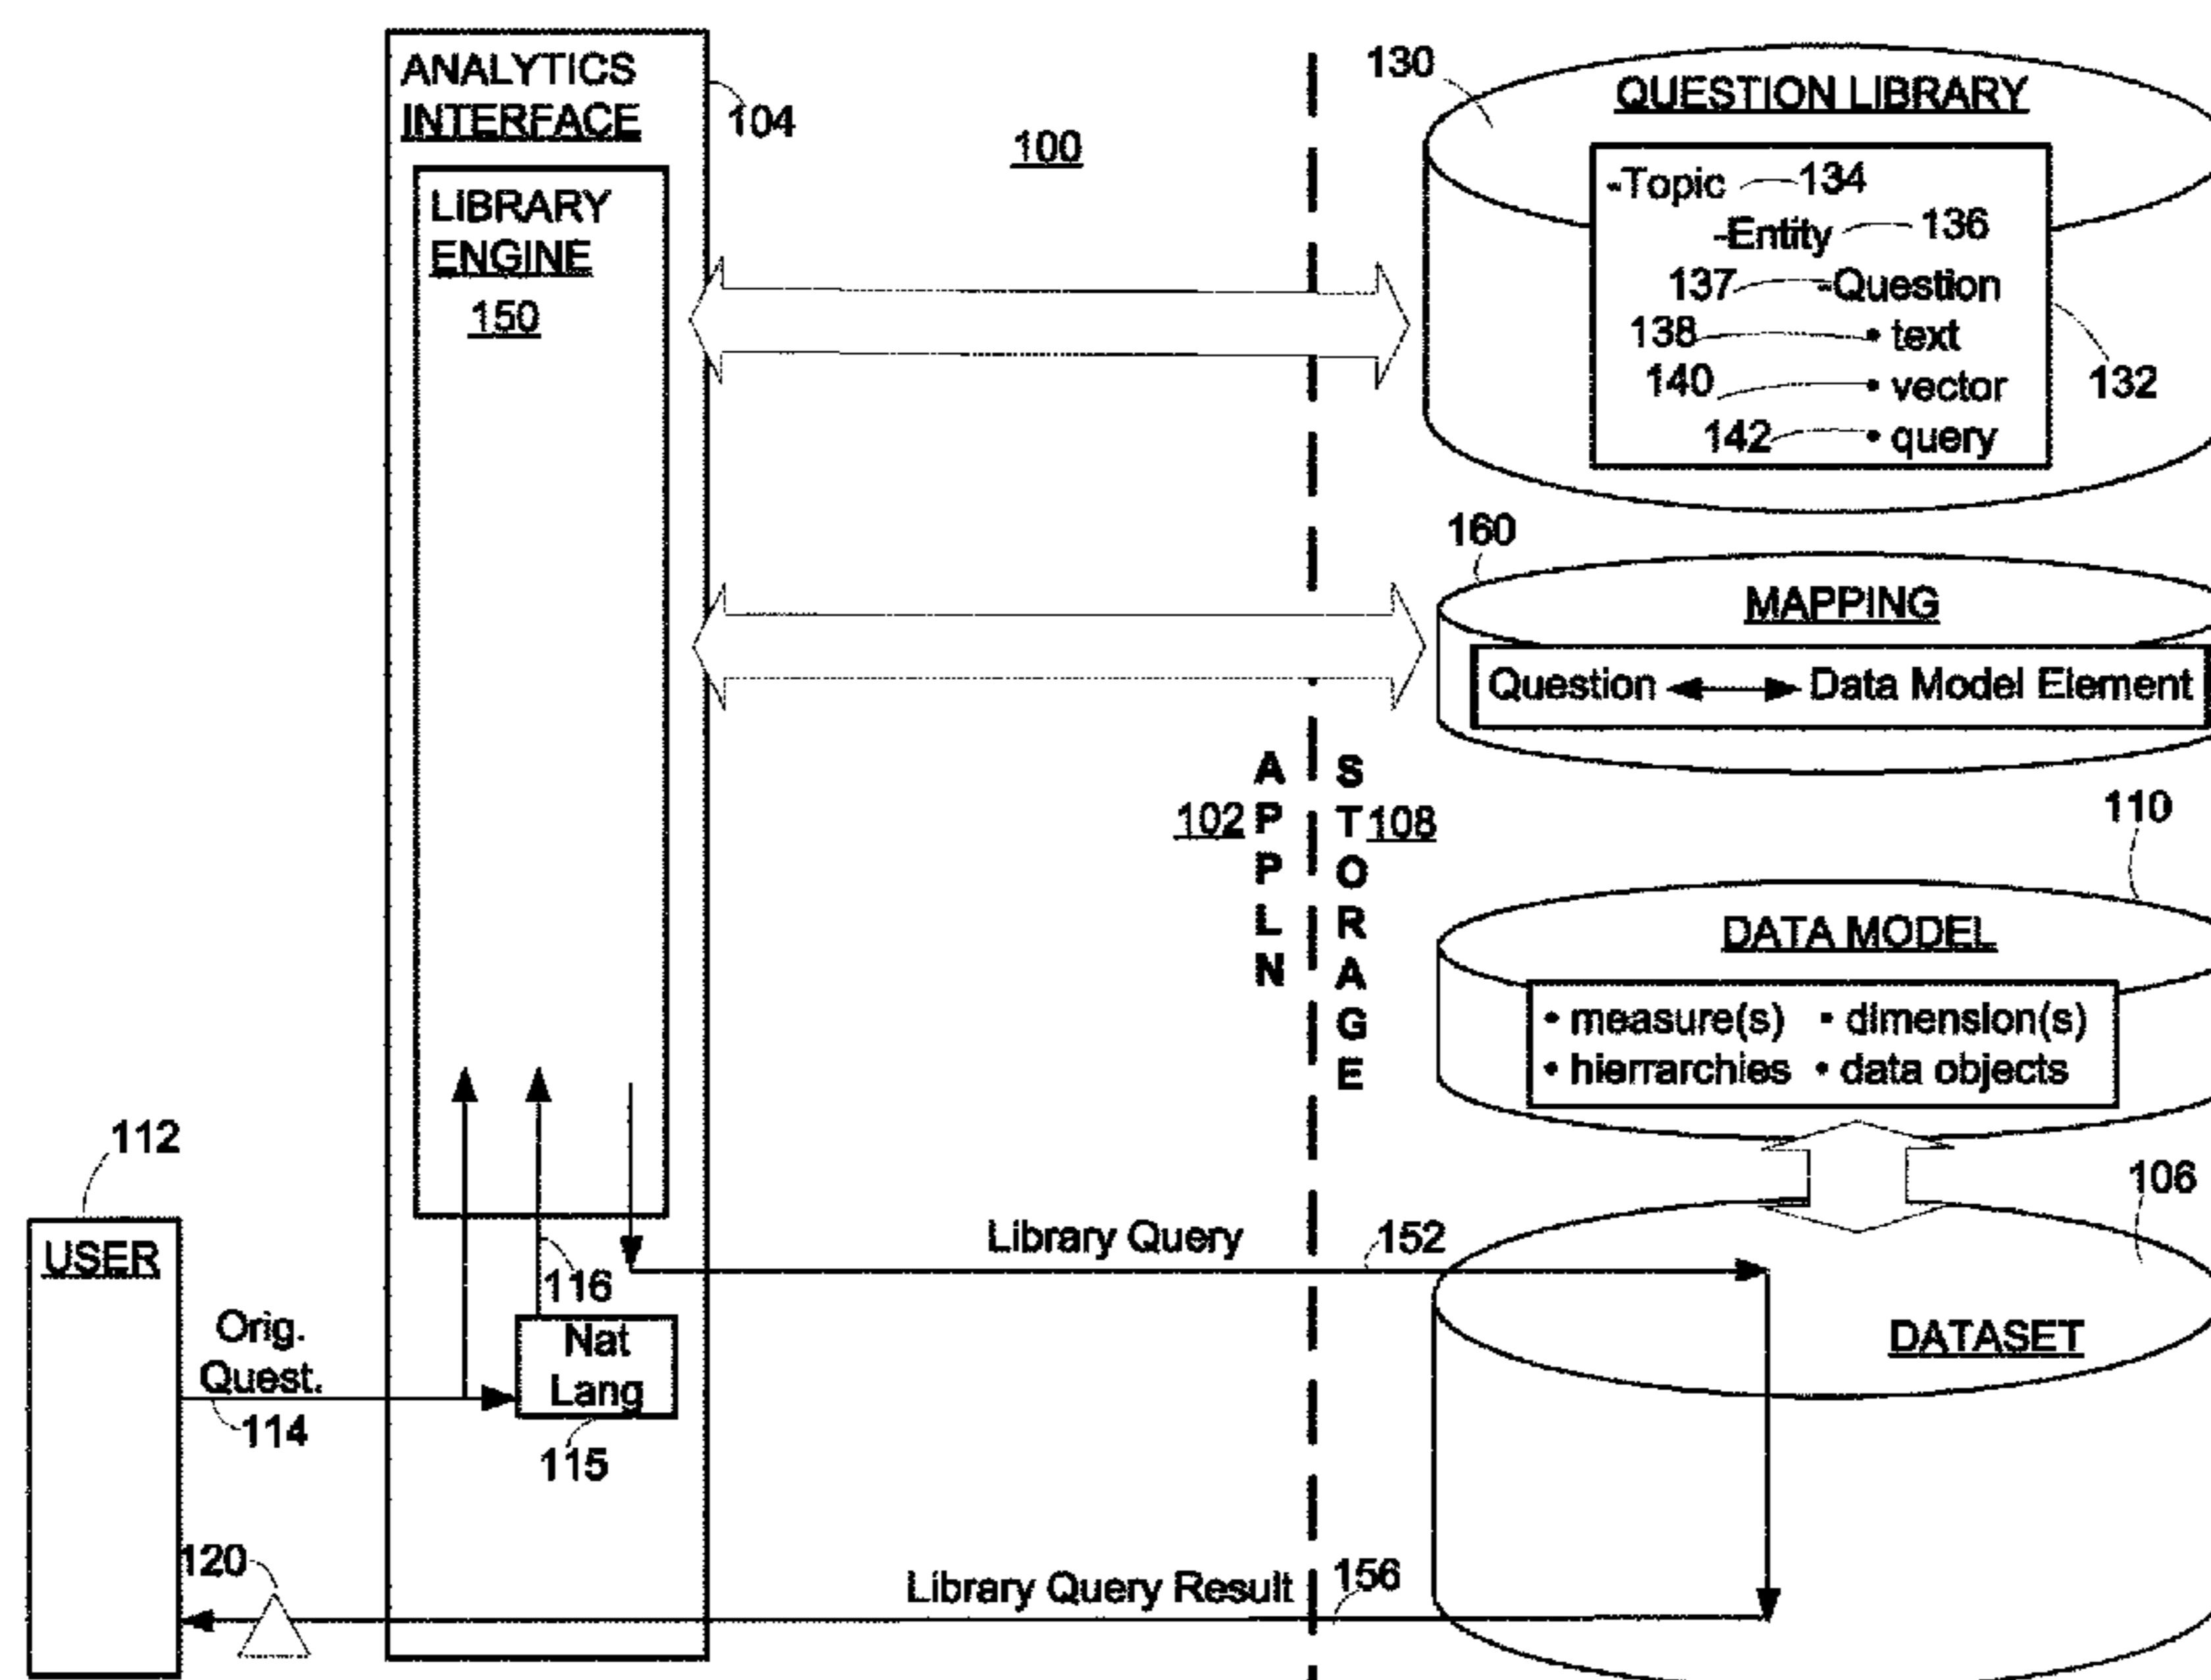 ANALYTICS
INTERFACE
104
LIBRARY
ENGINE
150
100
130
QUESTION LIBRARY
-Topic 134
-Entity 136
137 -Question
138 • text
140 • vector
142 • query
132
160
MAPPING
Question Data Model Element
APPLN
102
STORAGE
108
110
DATA MODEL
• measure(s) • dimension(s)
• hierrarchies • data objects
112
USER
Orig.
Quest.
114
116
Nat
Lang
115
Library Query
152
106
DATASET
120
Library Query Result
156